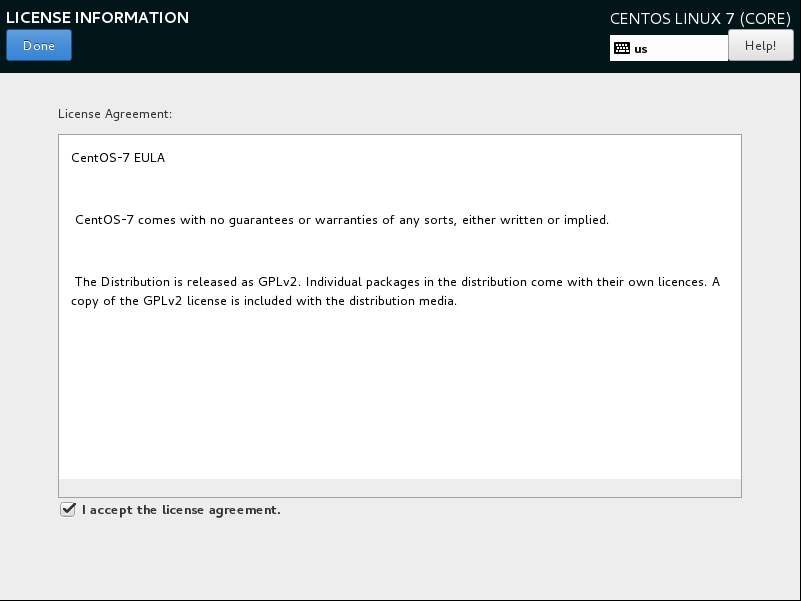 LICENSE INFORMATION
CENTOS LINUX 7 (CORE)
Done
us
Help!
License Agreement:
CentOS-7 EULA
CentOS-7 comes with no guarantees or warranties of any sorts, either written or implied.
The Distribution is released as GPLv2. Individual packages in the distribution come with their own licences. A
copy of the GPLv2 license is included with the distribution media.
I accept the license agreement.